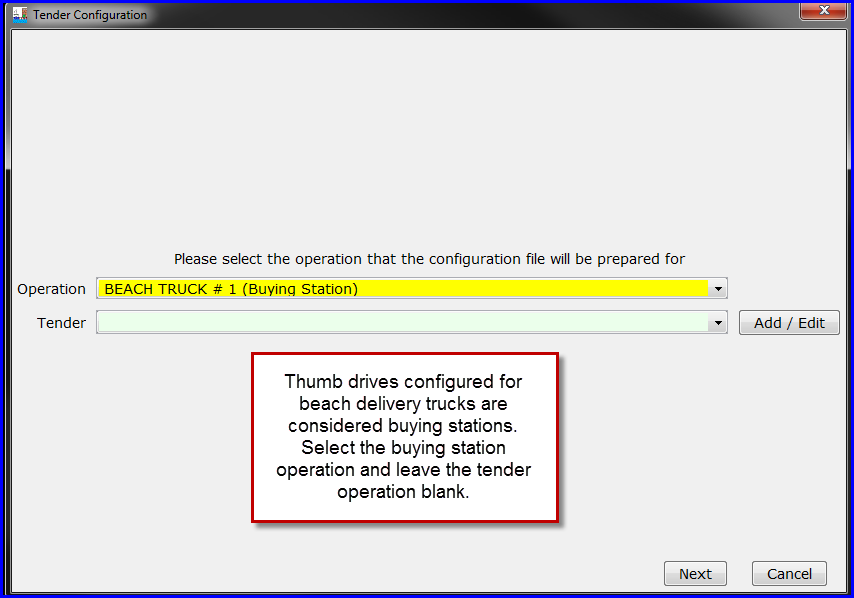 Tender Configuration
Please select the operation that the configuration file will be prepared for
Operation BEACH TRUCK # 1 (Buying Station)
Tender Add / Edit
Thumb drives configured for
beach delivery trucks are
considered buying stations.
Select the buying station
operation and leave the tender
operation blank.
Next Cancel